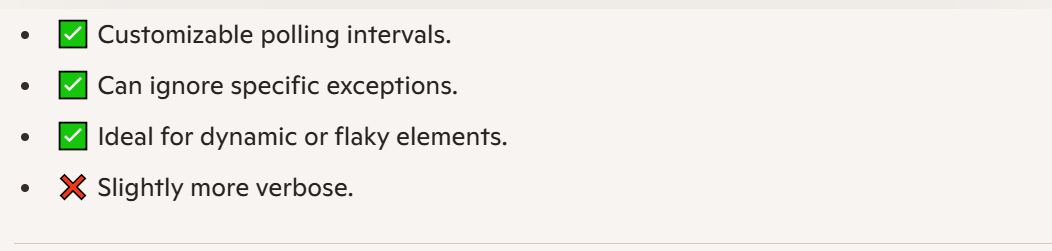 • ✅ Customizable polling intervals.
• ✅ Can ignore specific exceptions.
• ✅ Ideal for dynamic or flaky elements.
• ❌ Slightly more verbose.